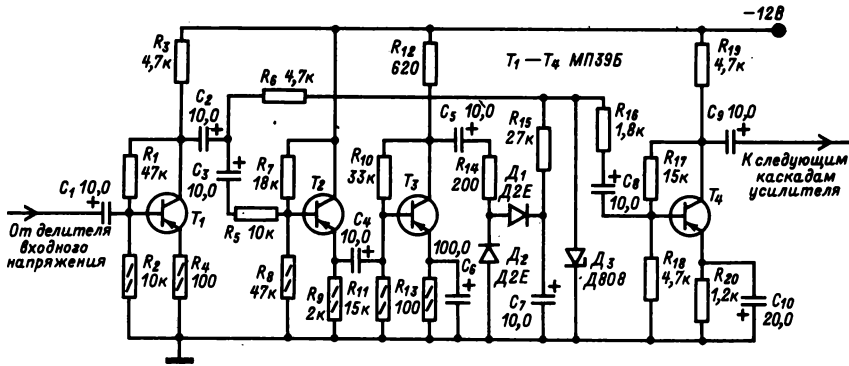 −12В
R3
4,7к
R12
620
T1—T4 МП39Б
R19
4,7к
R6 4,7к
C2
10,0
+
C5 10,0
+
R15
27к
R16
1,8к
C9 10,0
+
К следующим
каскадам
усилителя
R1
47к
C3
10,0
+
R7
18к
T2
R10
33к
T3
R14
200
Д1
Д2Е
C8
10,0
+
R17
15к
T4
C1 10,0
+
T1
От делителя
входного
напряжения
R5 10к
C4
10,0
+
100,0
C6
+
Д2
Д2Е
Д3
Д808
R2
10к
R4
100
R8
47к
R9
2к
R11
15к
R13
100
C7
10,0
+
R18
4,7к
R20
1,2к
C10
20,0
+